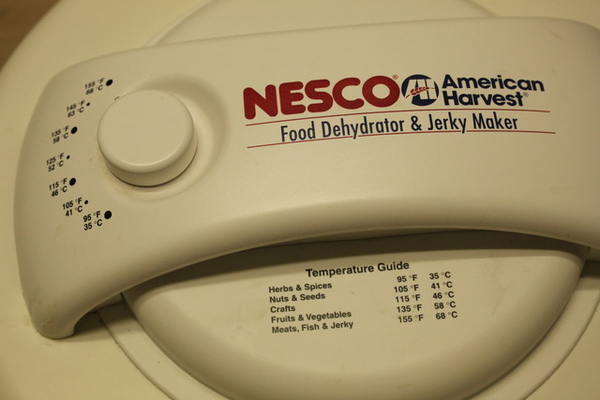 155 °F
68 °C
145 °F
63 °C
135 °F
58 °C
125 °F
52 °C
115 °F
46 °C
105 °F
41 °C
95 °F
35 °C
NESCO® American
Harvest®
Food Dehydrator & Jerky Maker
Temperature Guide
Herbs & Spices 95 °F 35 °C
Nuts & Seeds 105 °F 41 °C
Crafts 115 °F 46 °C
Fruits & Vegetables 135 °F 58 °C
Meats, Fish & Jerky 155 °F 68 °C